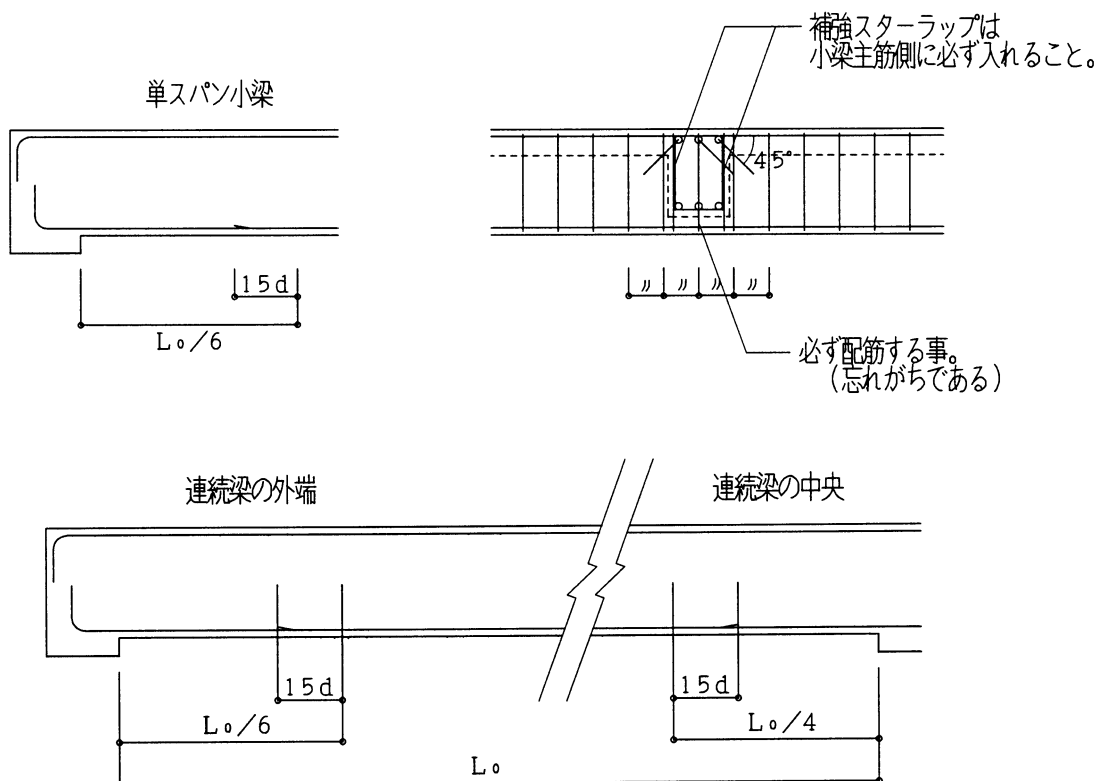 補強スターラップは
小梁主筋側に必ず入れること。
単スパン小梁
45°
15d
L₀/6
〃 〃 〃 〃
必ず配筋する事。
(忘れがちである)
連続梁の外端
連続梁の中央
15d
15d
L₀/6
L₀/4
L₀